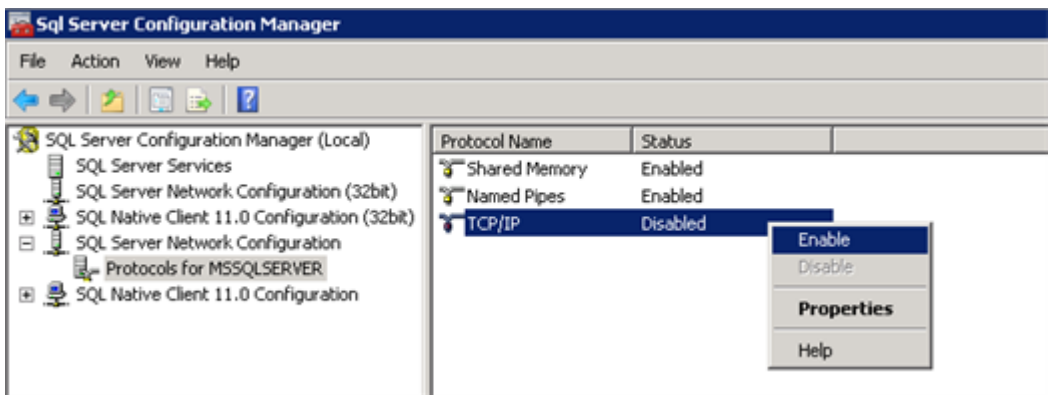 Sql Server Configuration Manager
File Action View Help
SQL Server Configuration Manager (Local)
SQL Server Services
SQL Server Network Configuration (32bit)
SQL Native Client 11.0 Configuration (32bit)
SQL Server Network Configuration
Protocols for MSSQLSERVER
SQL Native Client 11.0 Configuration
Protocol Name Status
Shared Memory Enabled
Named Pipes Enabled
TCP/IP Disabled
Enable
Disable
Properties
Help